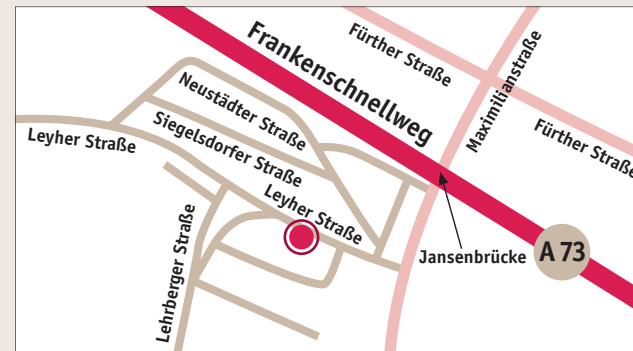 Frankenschnellweg
Fürther Straße
Maximilianstraße
Fürther Straße
Neustädter Straße
Siegelsdorfer Straße
Leyher Straße
Leyher Straße
Lehrberger Straße
Jansenbrücke
A 73